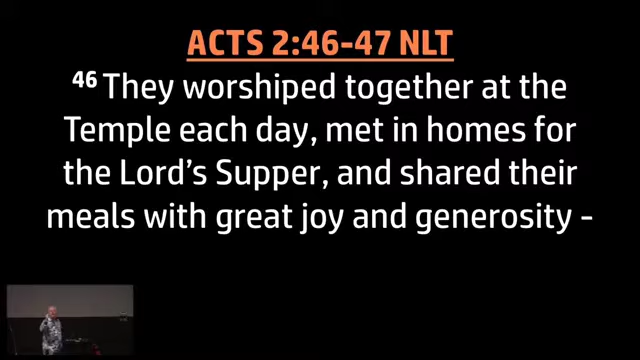 ACTS 2:46-47 NLT
46 They worshiped together at the
Temple each day, met in homes for
the Lord’s Supper, and shared their
meals with great joy and generosity -